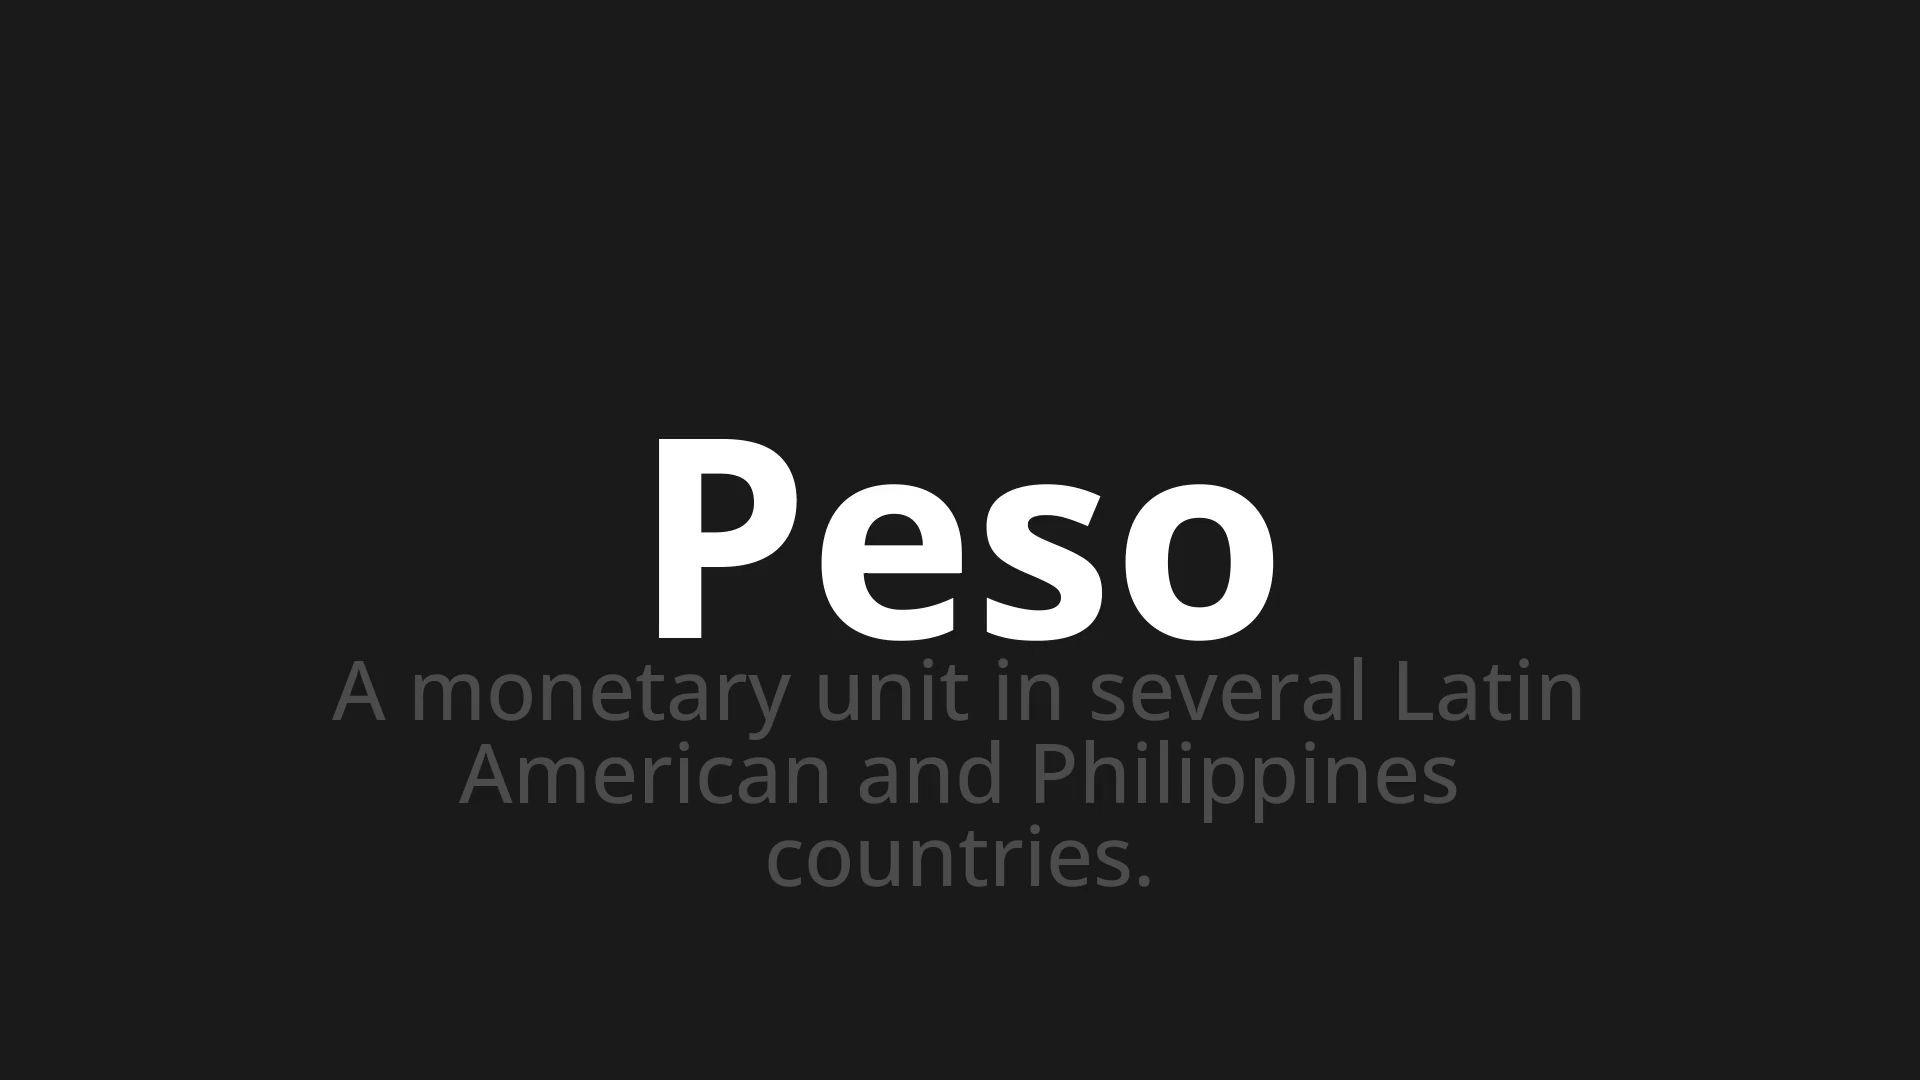 Peso
A monetary unit in several Latin
American and Philippines
countries.